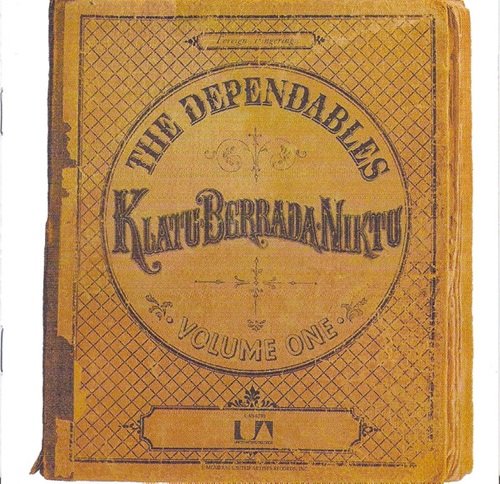 THE DEPENDABLES
KLATU·BERRADA·NIKTU
· VOLUME ONE ·
UA